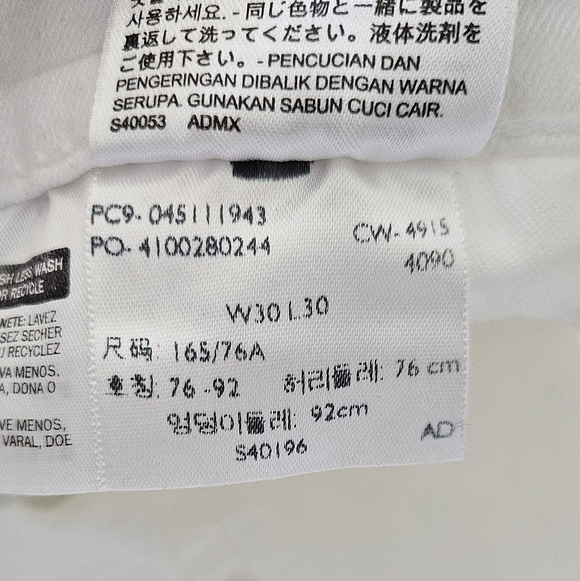 사용하세요. - 同じ色物と一緒に製品を
裏返して洗ってください。液体洗剤を
ご使用下さい。- PENCUCIAN DAN
PENGERINGAN DIBALIK DENGAN WARNA
SERUPA. GUNAKAN SABUN CUCI CAIR.
S40053 ADMX
PC9- 045111943
PO- 4100280244
CW- 4915
4090
W30 L30
尺码: 165/76A
호칭: 76 -92
허리둘레: 76 cm
엉덩이둘레: 92cm
S40196
AD
SH LESS WASH
OR RECYCLE
NETE: LAVEZ
SEZ SECHER
U RECYCLEZ
VA MENOS,
A, DONA O
VE MENOS,
VARAL, DOE